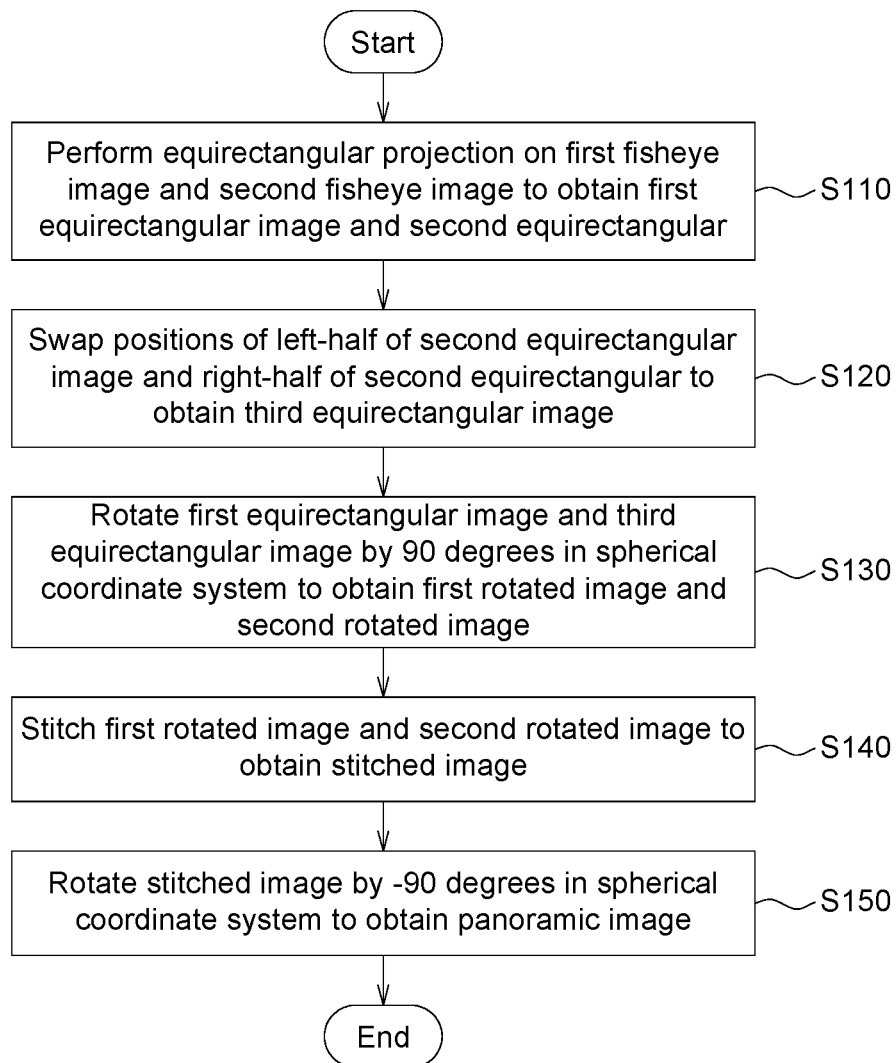 Start
Perform equirectangular projection on first fisheye
image and second fisheye image to obtain first
equirectangular image and second equirectangular
S110
Swap positions of left-half of second equirectangular
image and right-half of second equirectangular to
obtain third equirectangular image
S120
Rotate first equirectangular image and third
equirectangular image by 90 degrees in spherical
coordinate system to obtain first rotated image and
second rotated image
S130
Stitch first rotated image and second rotated image to
obtain stitched image
S140
Rotate stitched image by -90 degrees in spherical
coordinate system to obtain panoramic image
S150
End